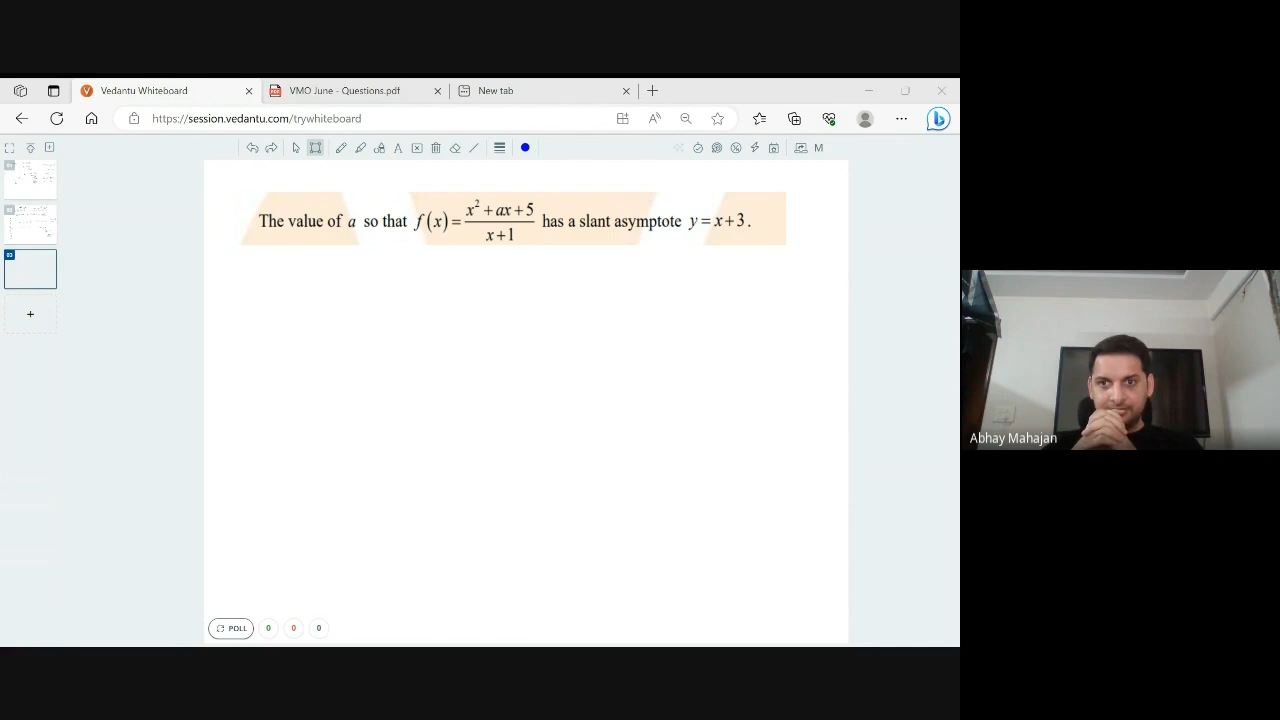 Vedantu Whiteboard
VMO June - Questions.pdf
New tab
https://session.vedantu.com/trywhiteboard
M
The value of a so that f(x) = (x² + ax + 5)/(x + 1) has a slant asymptote y = x + 3.
03
Abhay Mahajan
POLL 0 0 0